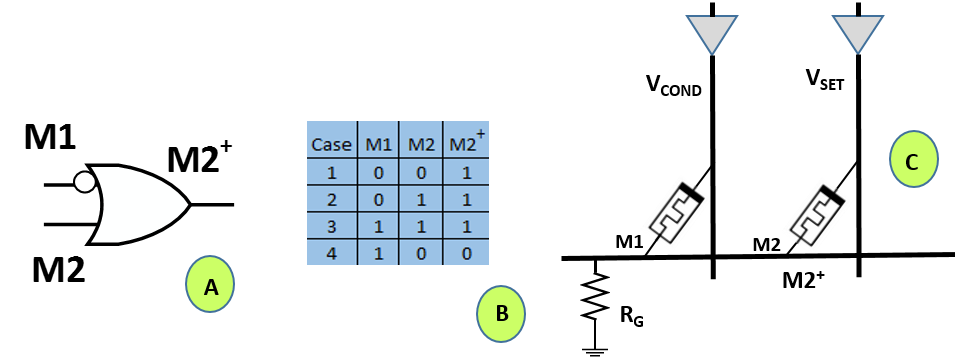 M1
M2+
M2
A
Case M1 M2 M2+
1 0 0 1
2 0 1 1
3 1 1 1
4 1 0 0
B
VCOND
VSET
C
M1
M2
M2+
RG